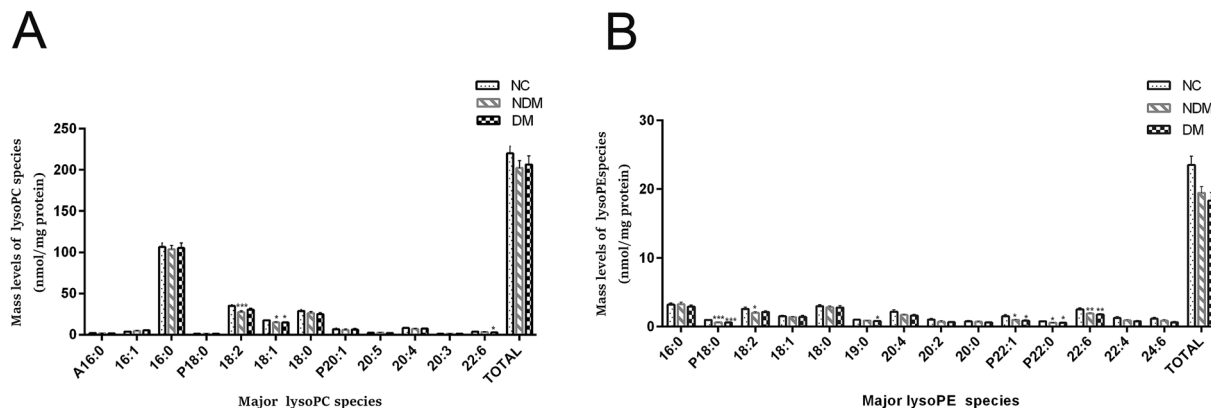 A
NC
NDM
DM
Mass levels of lysoPC species
(nmol/mg protein)
250
200
150
100
50
0
*** * * *
A16:0 16:1 16:0 P18:0 18:2 18:1 18:0 P20:1 20:5 20:4 20:3 22:6 TOTAL
Major lysoPC species
B
NC
NDM
DM
Mass levels of lysoPEspecies
(nmol/mg protein)
30
20
10
0
*** *** * * * * * * ** **
16:0 P18:0 18:2 18:1 18:0 19:0 20:4 20:2 20:0 P22:1 P22:0 22:6 22:4 24:6 TOTAL
Major lysoPE species